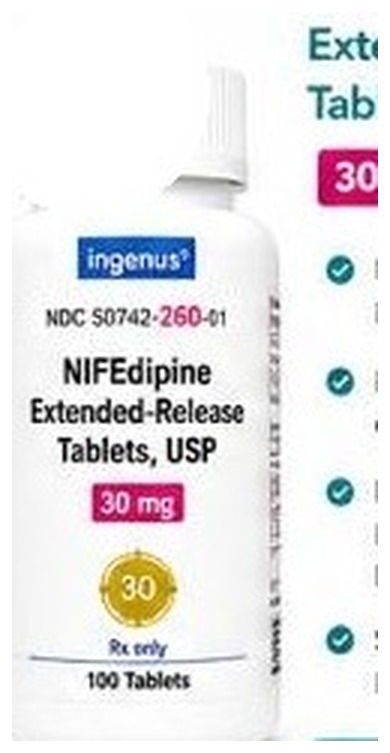 Exte
Tab
30
ingenus®
NDC 50742-260-01
NIFEdipine
Extended-Release
Tablets, USP
30 mg
30
Rx only
100 Tablets